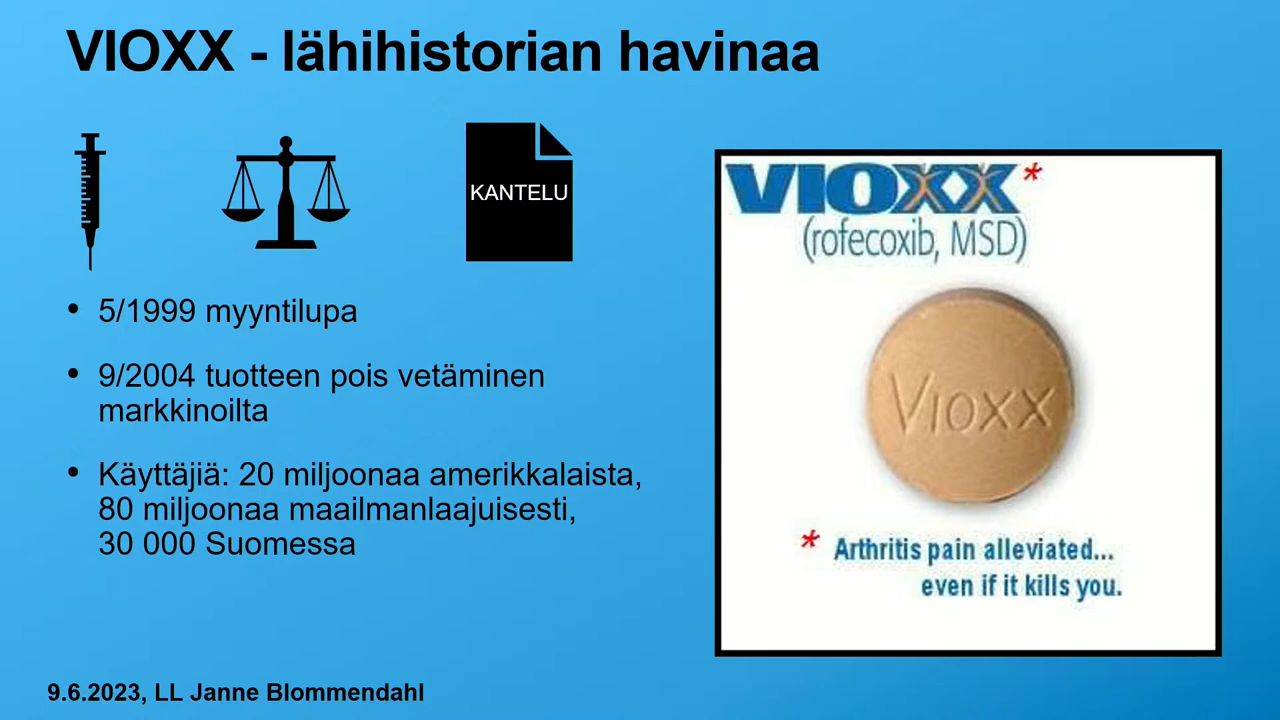 VIOXX - lähihistorian havinaa
KANTELU
• 5/1999 myyntilupa
• 9/2004 tuotteen pois vetäminen
markkinoilta
• Käyttäjiä: 20 miljoonaa amerikkalaista,
80 miljoonaa maailmanlaajuisesti,
30 000 Suomessa
VIOXX*
(rofecoxib, MSD)
VIOXX
* Arthritis pain alleviated...
even if it kills you.
9.6.2023, LL Janne Blommendahl